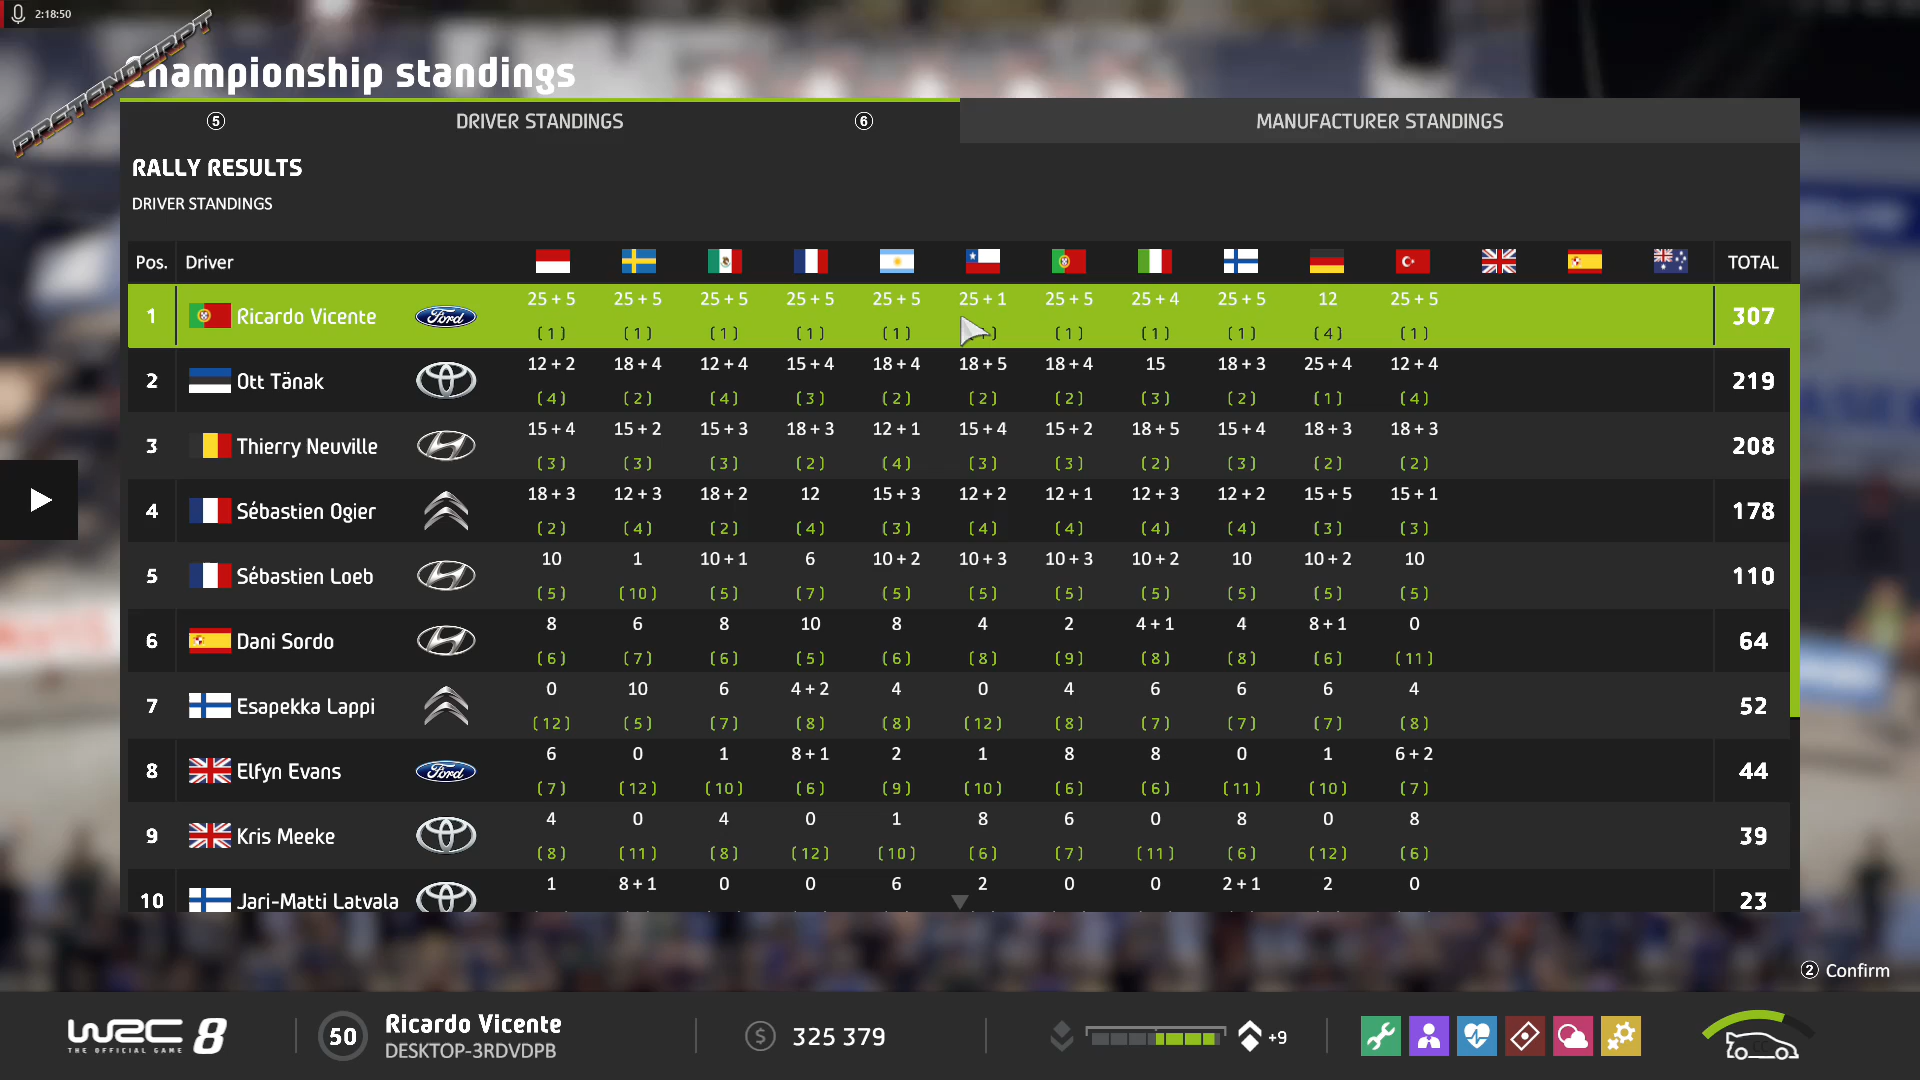 2:18:50
PRETENDERPT
Championship standings
5 DRIVER STANDINGS 6 MANUFACTURER STANDINGS
RALLY RESULTS
DRIVER STANDINGS
Pos. Driver TOTAL
25 + 5 25 + 5 25 + 5 25 + 5 25 + 5 25 + 1 25 + 5 25 + 4 25 + 5 12 25 + 5
1 Ricardo Vicente Ford 307
(1) (1) (1) (1) (1) (1) (1) (1) (4) (1)
12 + 2 18 + 4 12 + 4 15 + 4 18 + 4 18 + 5 18 + 4 15 18 + 3 25 + 4 12 + 4
2 Ott Tänak 219
(4) (2) (4) (3) (2) (2) (2) (3) (2) (1) (4)
15 + 4 15 + 2 15 + 3 18 + 3 12 + 1 15 + 4 15 + 2 18 + 5 15 + 4 18 + 3 18 + 3
3 Thierry Neuville 208
(3) (3) (3) (2) (4) (3) (3) (2) (3) (2) (2)
18 + 3 12 + 3 18 + 2 12 15 + 3 12 + 2 12 + 1 12 + 3 12 + 2 15 + 5 15 + 1
4 Sébastien Ogier 178
(2) (4) (2) (4) (3) (4) (4) (4) (4) (3) (3)
10 1 10 + 1 6 10 + 2 10 + 3 10 + 3 10 + 2 10 10 + 2 10
5 Sébastien Loeb 110
(5) (10) (5) (7) (5) (5) (5) (5) (5) (5) (5)
8 6 8 10 8 4 2 4 + 1 4 8 + 1 0
6 Dani Sordo 64
(6) (7) (6) (5) (6) (8) (9) (8) (8) (6) (11)
0 10 6 4 + 2 4 0 4 6 6 6 4
7 Esapekka Lappi 52
(12) (5) (7) (8) (8) (12) (8) (7) (7) (7) (8)
6 0 1 8 + 1 2 1 8 8 0 1 6 + 2
8 Elfyn Evans Ford 44
(7) (12) (10) (6) (9) (10) (6) (6) (11) (10) (7)
4 0 4 0 1 8 6 0 8 0 8
9 Kris Meeke 39
(8) (11) (8) (12) (10) (6) (7) (11) (6) (12) (6)
1 8 + 1 0 0 6 2 0 0 2 + 1 2 0
10 Jari-Matti Latvala 23
2 Confirm
WRC 8
THE OFFICIAL GAME
50 Ricardo Vicente
DESKTOP-3RDVDPB
$ 325 379
+9